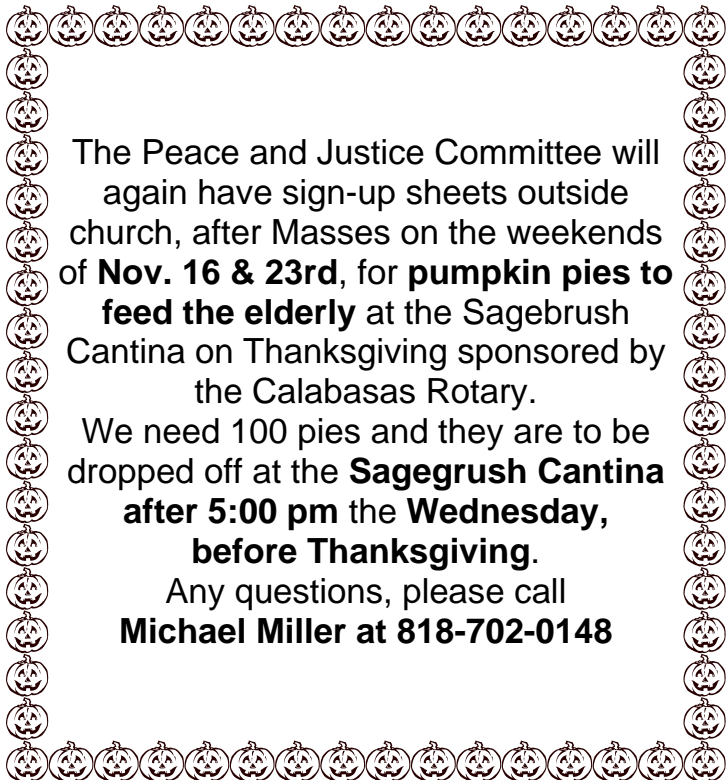 The Peace and Justice Committee will
again have sign-up sheets outside
church, after Masses on the weekends
of Nov. 16 & 23rd, for pumpkin pies to
feed the elderly at the Sagebrush
Cantina on Thanksgiving sponsored by
the Calabasas Rotary.
We need 100 pies and they are to be
dropped off at the Sagegrush Cantina
after 5:00 pm the Wednesday,
before Thanksgiving.
Any questions, please call
Michael Miller at 818-702-0148